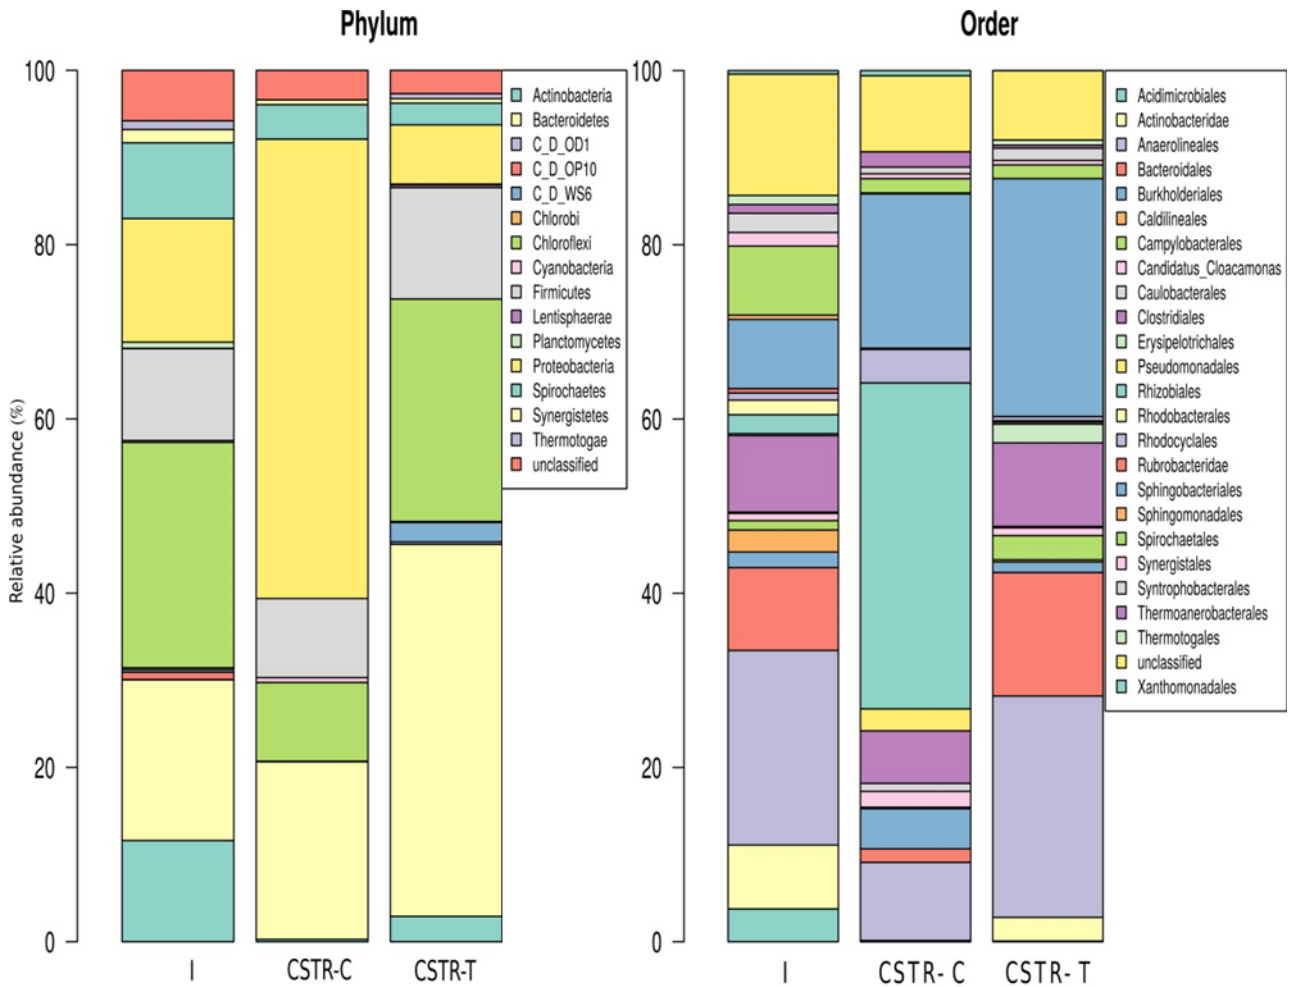 Phylum
Relative abundance (%)
100
80
60
40
20
0
I
CSTR-C
CSTR-T
Actinobacteria
Bacteroidetes
C_D_OD1
C_D_OP10
C_D_WS6
Chlorobi
Chloroflexi
Cyanobacteria
Firmicutes
Lentisphaerae
Planctomycetes
Proteobacteria
Spirochaetes
Synergistetes
Thermotogae
unclassified
Order
100
80
60
40
20
0
I
CSTR- C
CSTR- T
Acidimicrobiales
Actinobacteridae
Anaerolineales
Bacteroidales
Burkholderiales
Caldilineales
Campylobacterales
Candidatus_Cloacamonas
Caulobacterales
Clostridiales
Erysipelotrichales
Pseudomonadales
Rhizobiales
Rhodobacterales
Rhodocyclales
Rubrobacteridae
Sphingobacteriales
Sphingomonadales
Spirochaetales
Synergistales
Syntrophobacterales
Thermoanerobacterales
Thermotogales
unclassified
Xanthomonadales